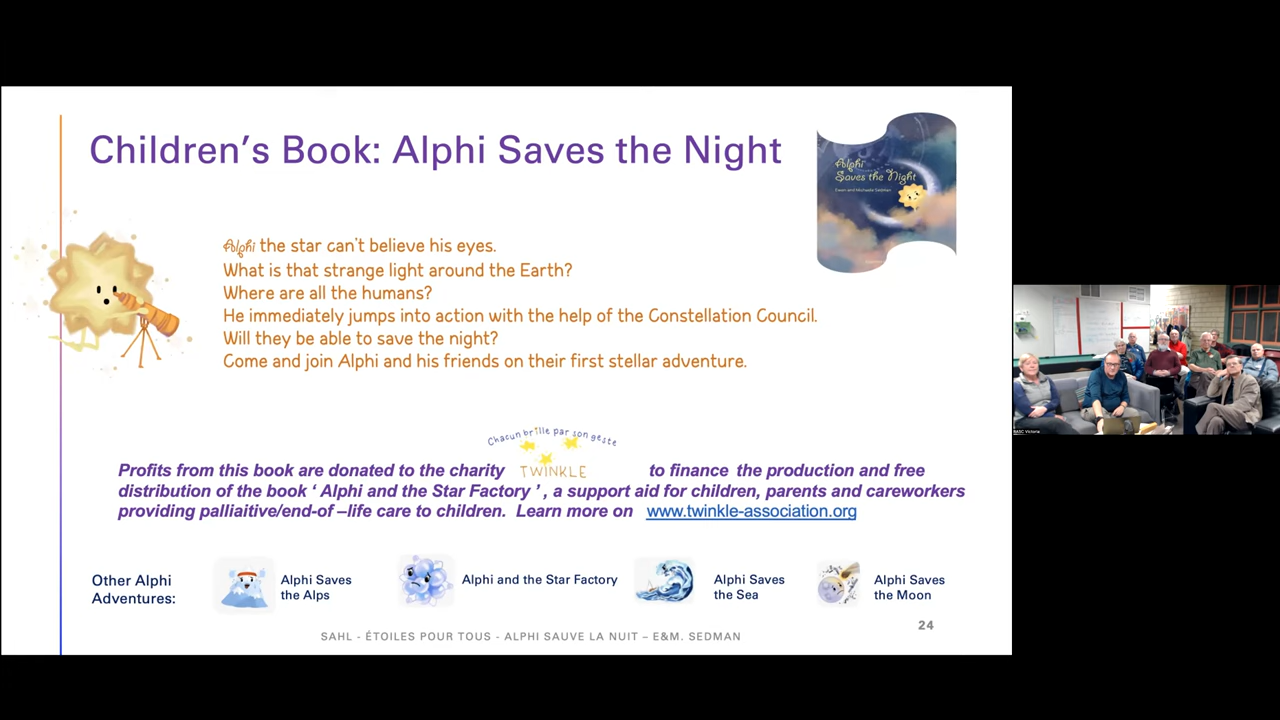 Children's Book: Alphi Saves the Night
Alphi
Saves the Night
Ewen and Michaela Sedman
Alphi the star can't believe his eyes.
What is that strange light around the Earth?
Where are all the humans?
He immediately jumps into action with the help of the Constellation Council.
Will they be able to save the night?
Come and join Alphi and his friends on their first stellar adventure.
Chacun brille par son geste
TWINKLE
Profits from this book are donated to the charity to finance the production and free
distribution of the book ‘ Alphi and the Star Factory ’ , a support aid for children, parents and careworkers
providing palliaitive/end-of –life care to children. Learn more on www.twinkle-association.org
Other Alphi
Adventures:
Alphi Saves
the Alps
Alphi and the Star Factory
Alphi Saves
the Sea
Alphi Saves
the Moon
24
SAHL - ÉTOILES POUR TOUS - ALPHI SAUVE LA NUIT – E&M. SEDMAN
RASC Victoria